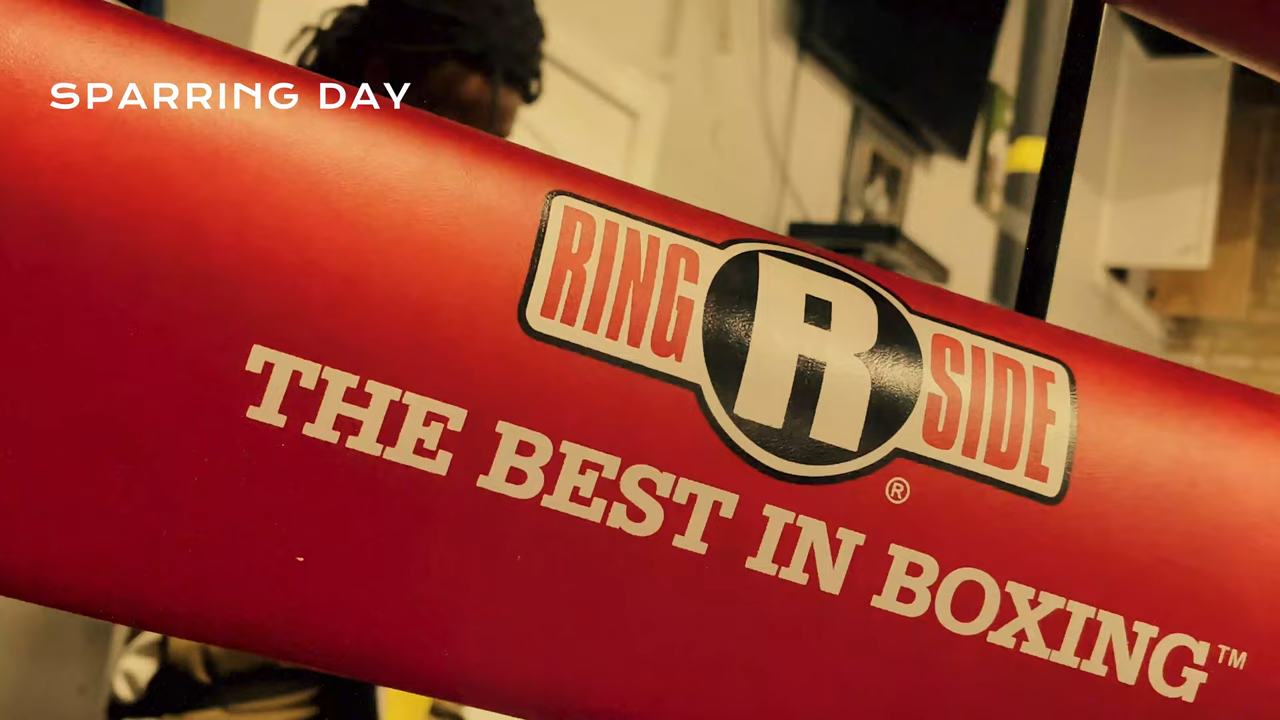 SPARRING DAY
RING R SIDE
®
THE BEST IN BOXING™